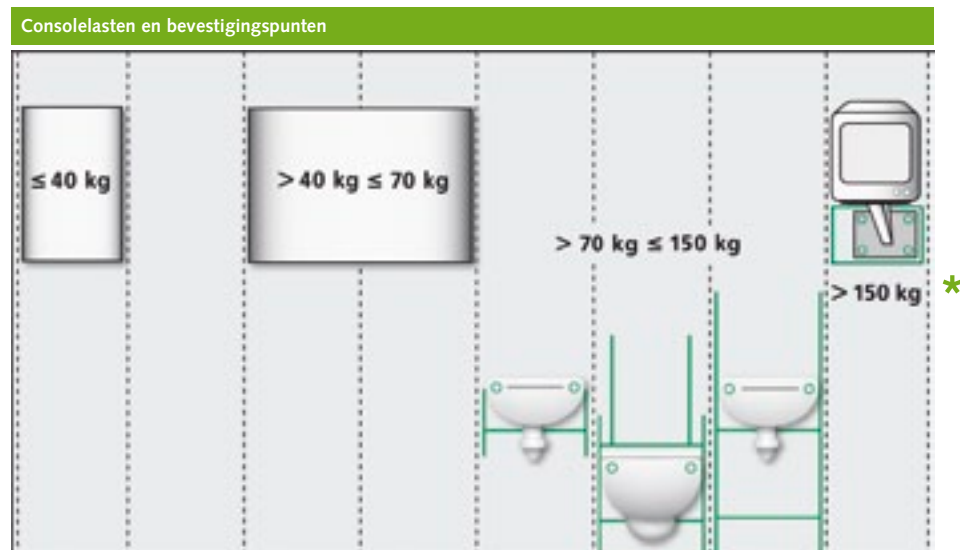 Consolelasten en bevestigingspunten
≤ 40 kg
> 40 kg ≤ 70 kg
> 70 kg ≤ 150 kg
> 150 kg *